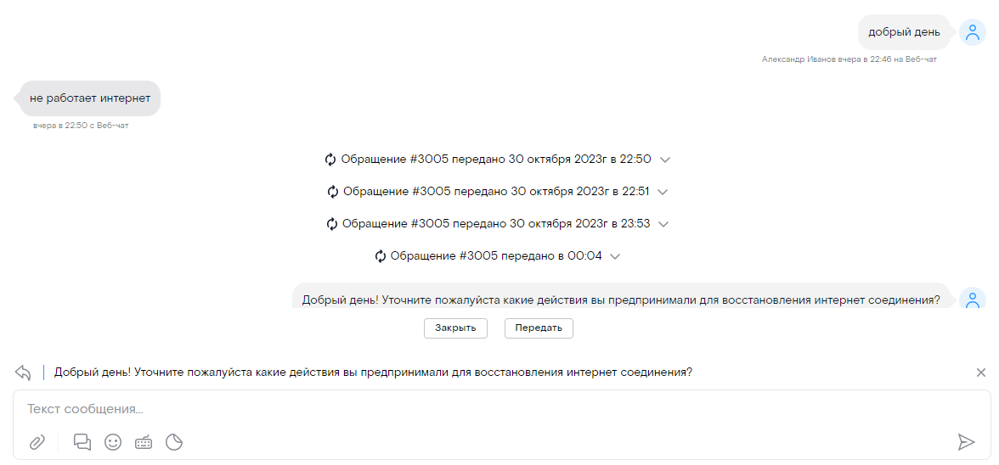 добрый день
Александр Иванов вчера в 22:46 на Веб-чат
не работает интернет
вчера в 22:50 с Веб-чат
Обращение #3005 передано 30 октября 2023г в 22:50
Обращение #3005 передано 30 октября 2023г в 22:51
Обращение #3005 передано 30 октября 2023г в 23:53
Обращение #3005 передано в 00:04
Добрый день! Уточните пожалуйста какие действия вы предпринимали для восстановления интернет соединения?
Закрыть Передать
Добрый день! Уточните пожалуйста какие действия вы предпринимали для восстановления интернет соединения?
Текст сообщения...